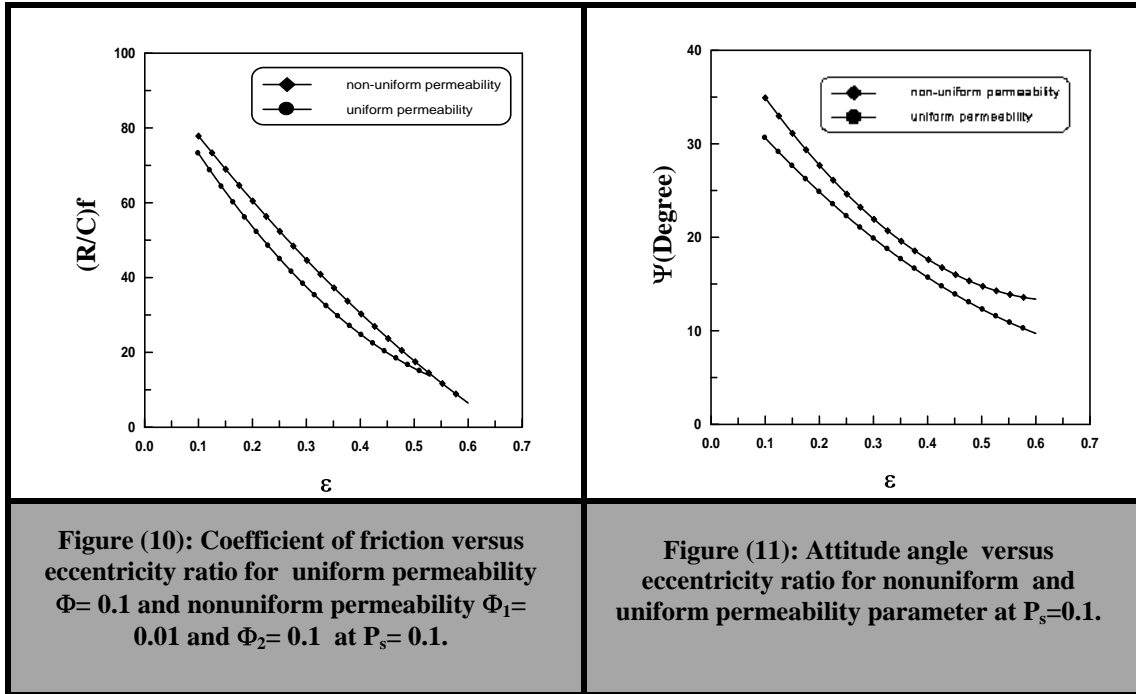 100
80
60
40
20
0
(R/C)f
non-uniform permeability
uniform permeability
0.0 0.1 0.2 0.3 0.4 0.5 0.6 0.7
ε
40
30
20
10
0
Ψ(Degree)
non-uniform permeability
uniform permeability
0.0 0.1 0.2 0.3 0.4 0.5 0.6 0.7
ε
Figure (10): Coefficient of friction versus
eccentricity ratio for uniform permeability
Φ= 0.1 and nonuniform permeability Φ₁=
0.01 and Φ₂= 0.1 at Pₛ= 0.1.
Figure (11): Attitude angle versus
eccentricity ratio for nonuniform and
uniform permeability parameter at Pₛ=0.1.